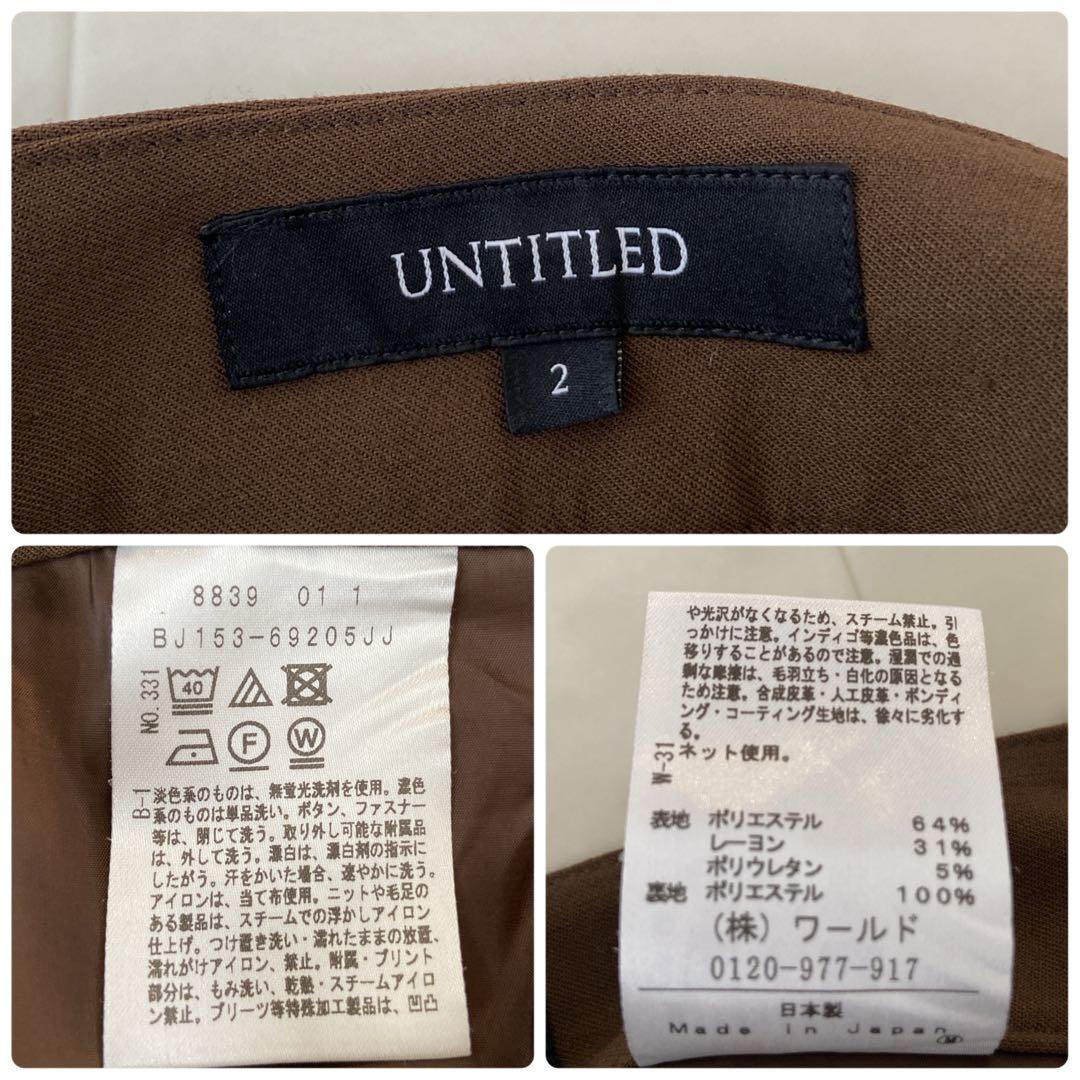 UNTITLED
2
8839 01 1
BJ153-69205JJ
NO.331
40
F W
B-1
淡色系のものは、無蛍光洗剤を使用。濃色
系のものは単品洗い。ボタン、ファスナー
等は、閉じて洗う。取り外し可能な附属品
は、外して洗う。漂白は、漂白剤の指示に
したがう。汗をかいた場合、速やかに洗う。
アイロンは、当て布使用。ニットや毛足の
ある製品は、スチームでの浮かしアイロン
仕上げ。つけ置き洗い・濡れたままの放置、
濡れがけアイロン、禁止。附属・プリント
部分は、もみ洗い、乾熱・スチームアイロ
ン禁止。プリーツ等特殊加工製品は、凹凸
や光沢がなくなるため、スチーム禁止。引
っかけに注意。インディゴ等濃色品は、色
移りすることがあるので注意。湿潤での過
剰な摩擦は、毛羽立ち・白化の原因となる
ため注意。合成皮革・人工皮革・ボンディ
ング・コーティング生地は、徐々に劣化す
る。
W-31
ネット使用。
表地 ポリエステル 64%
レーヨン 31%
ポリウレタン 5%
裏地 ポリエステル 100%
(株) ワールド
0120-977-917
日本製
Made in Japan
M